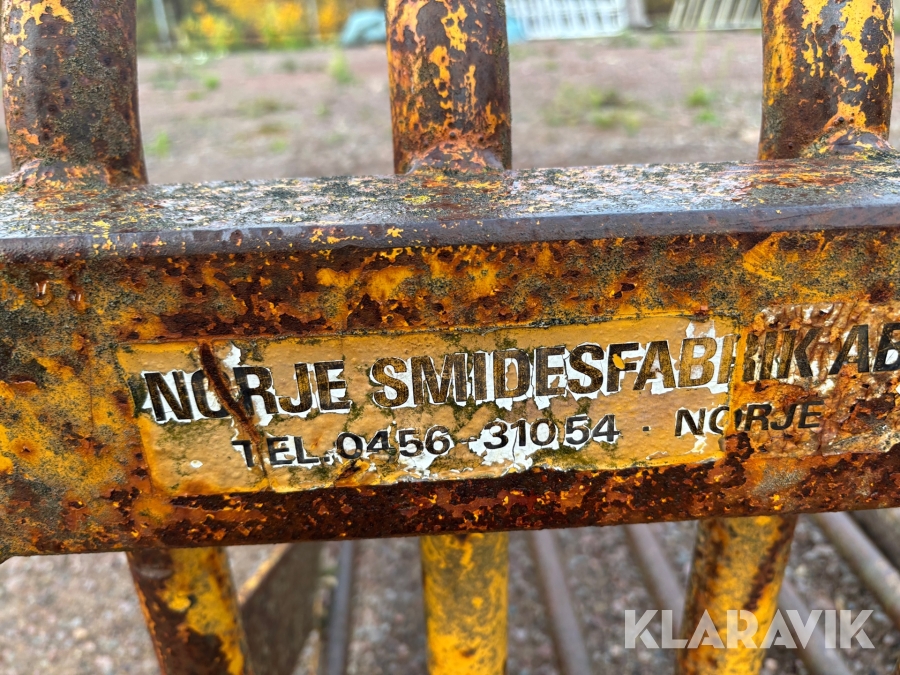 NORJE SMIDESFABRIK AB
TEL. 0456-31054 · NORJE
KLARAVIK